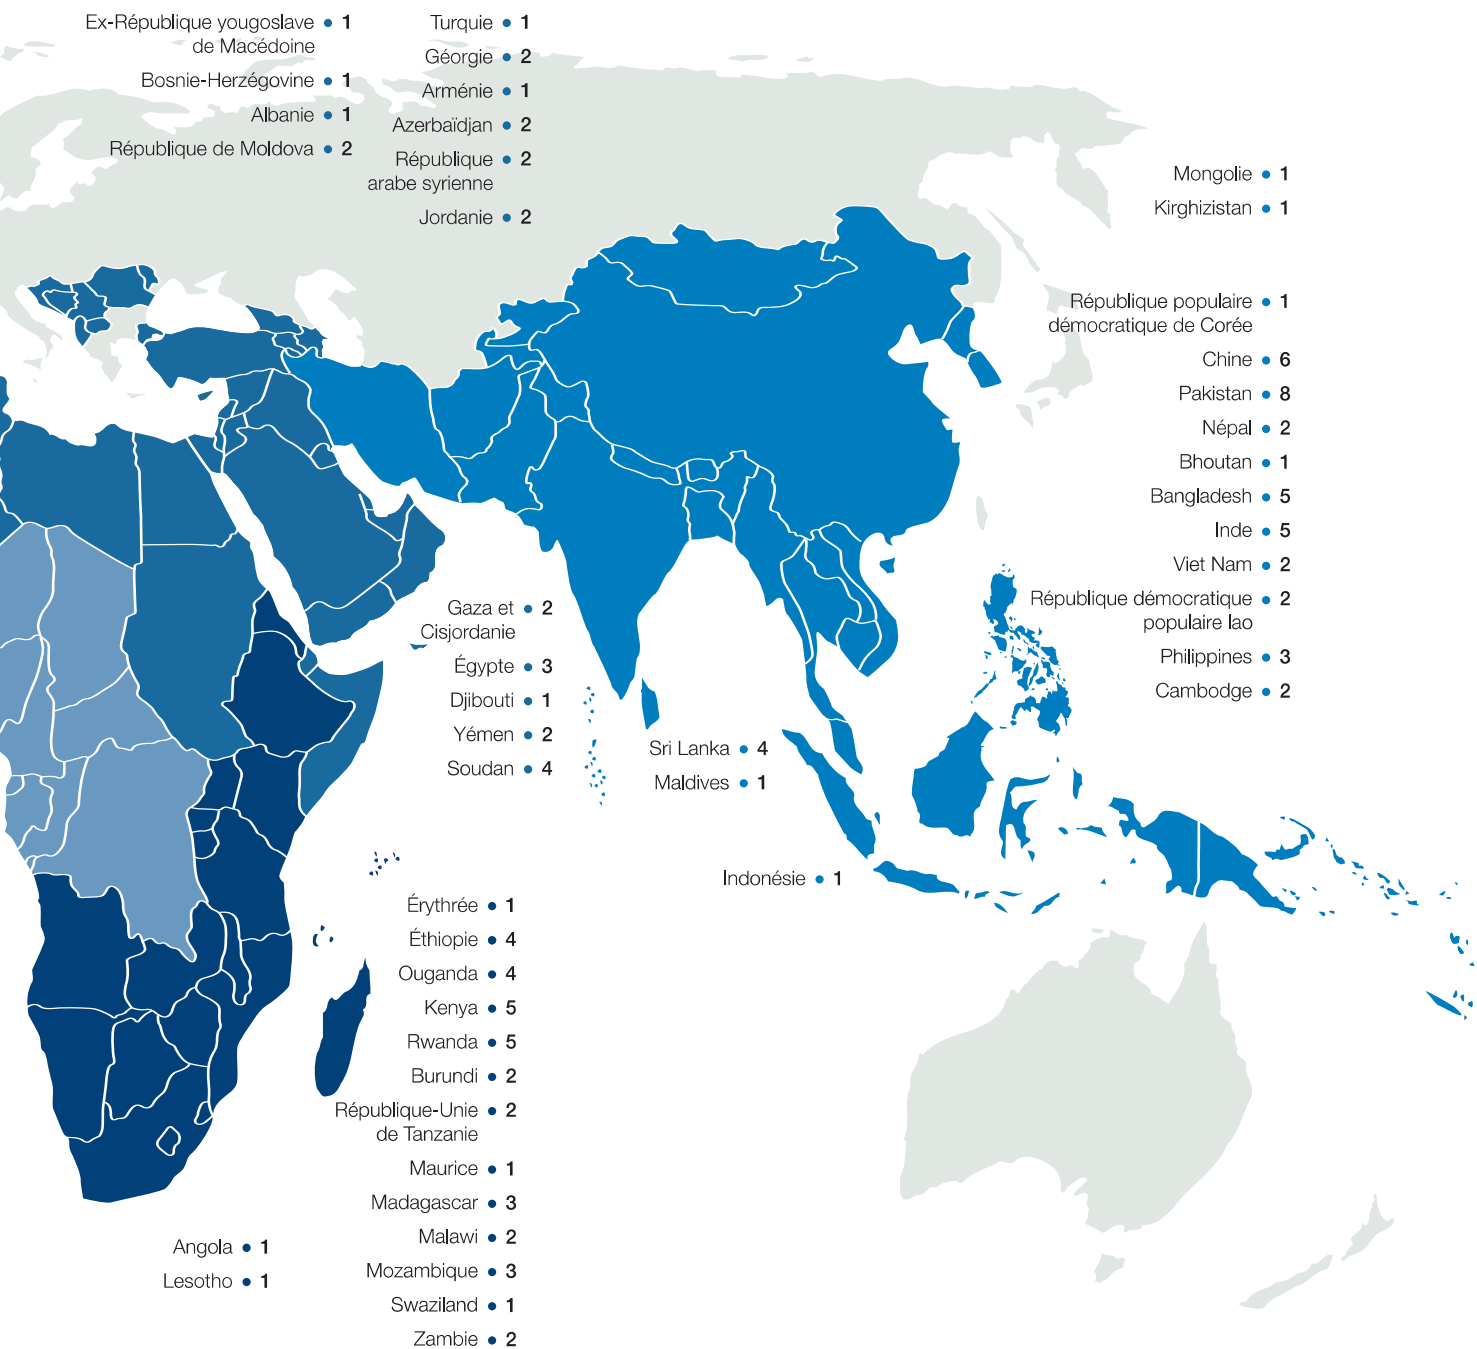 Ex-République yougoslave • 1
de Macédoine
Bosnie-Herzégovine • 1
Albanie • 1
République de Moldova • 2
Turquie • 1
Géorgie • 2
Arménie • 1
Azerbaïdjan • 2
République • 2
arabe syrienne
Jordanie • 2
Mongolie • 1
Kirghizistan • 1
République populaire • 1
démocratique de Corée
Chine • 6
Pakistan • 8
Népal • 2
Bhoutan • 1
Bangladesh • 5
Inde • 5
Viet Nam • 2
République démocratique • 2
populaire lao
Philippines • 3
Cambodge • 2
Gaza et • 2
Cisjordanie
Égypte • 3
Djibouti • 1
Yémen • 2
Soudan • 4
Sri Lanka • 4
Maldives • 1
Indonésie • 1
Érythrée • 1
Éthiopie • 4
Ouganda • 4
Kenya • 5
Rwanda • 5
Burundi • 2
République-Unie • 2
de Tanzanie
Maurice • 1
Madagascar • 3
Malawi • 2
Mozambique • 3
Swaziland • 1
Zambie • 2
Angola • 1
Lesotho • 1